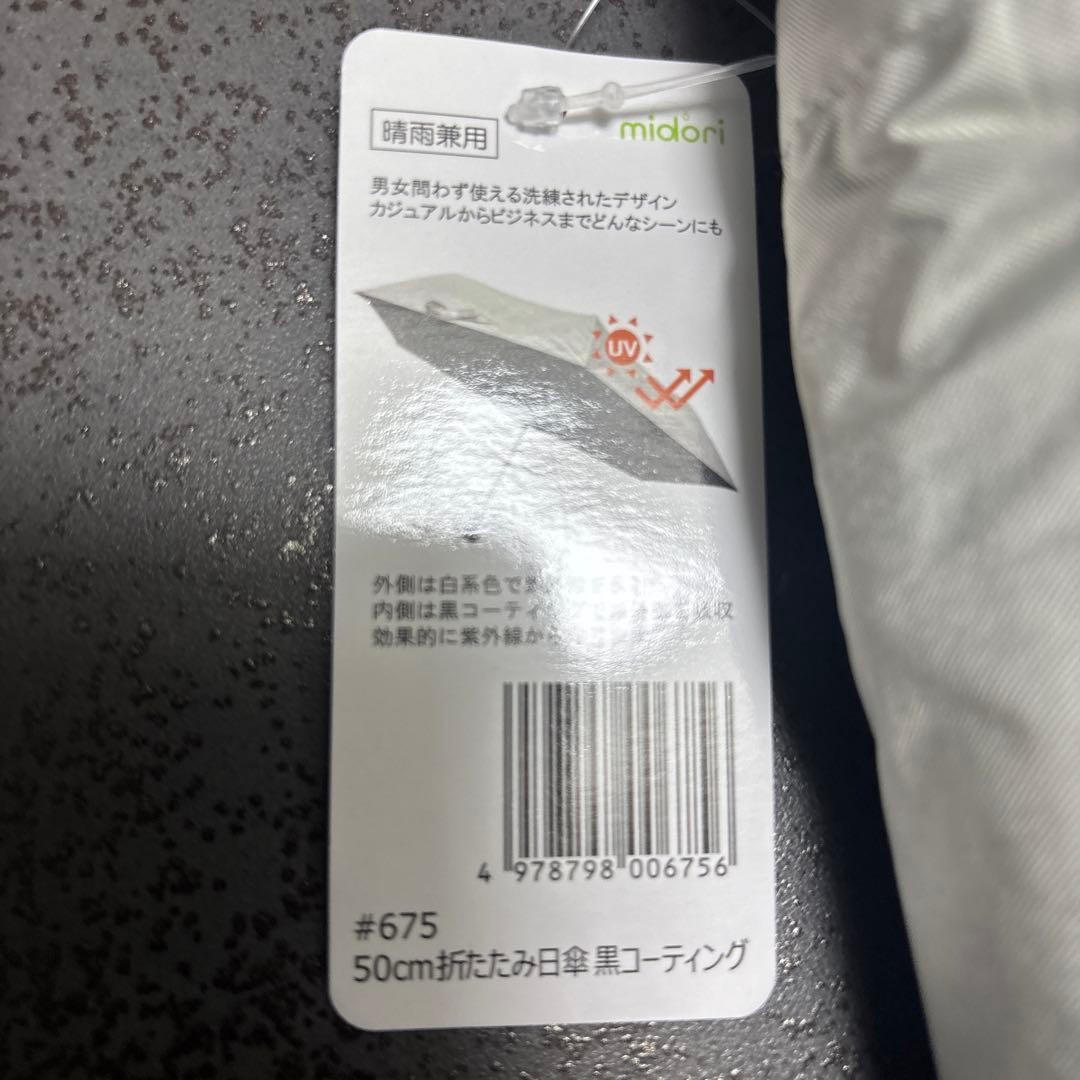 晴雨兼用
midori
男女問わず使える洗練されたデザイン
カジュアルからビジネスまでどんなシーンにも
UV
外側は白系色で
内側は黒コーティ 吸収
効果的に紫外線から
4 978798 006756
#675
50cm折たたみ日傘 黒コーティング